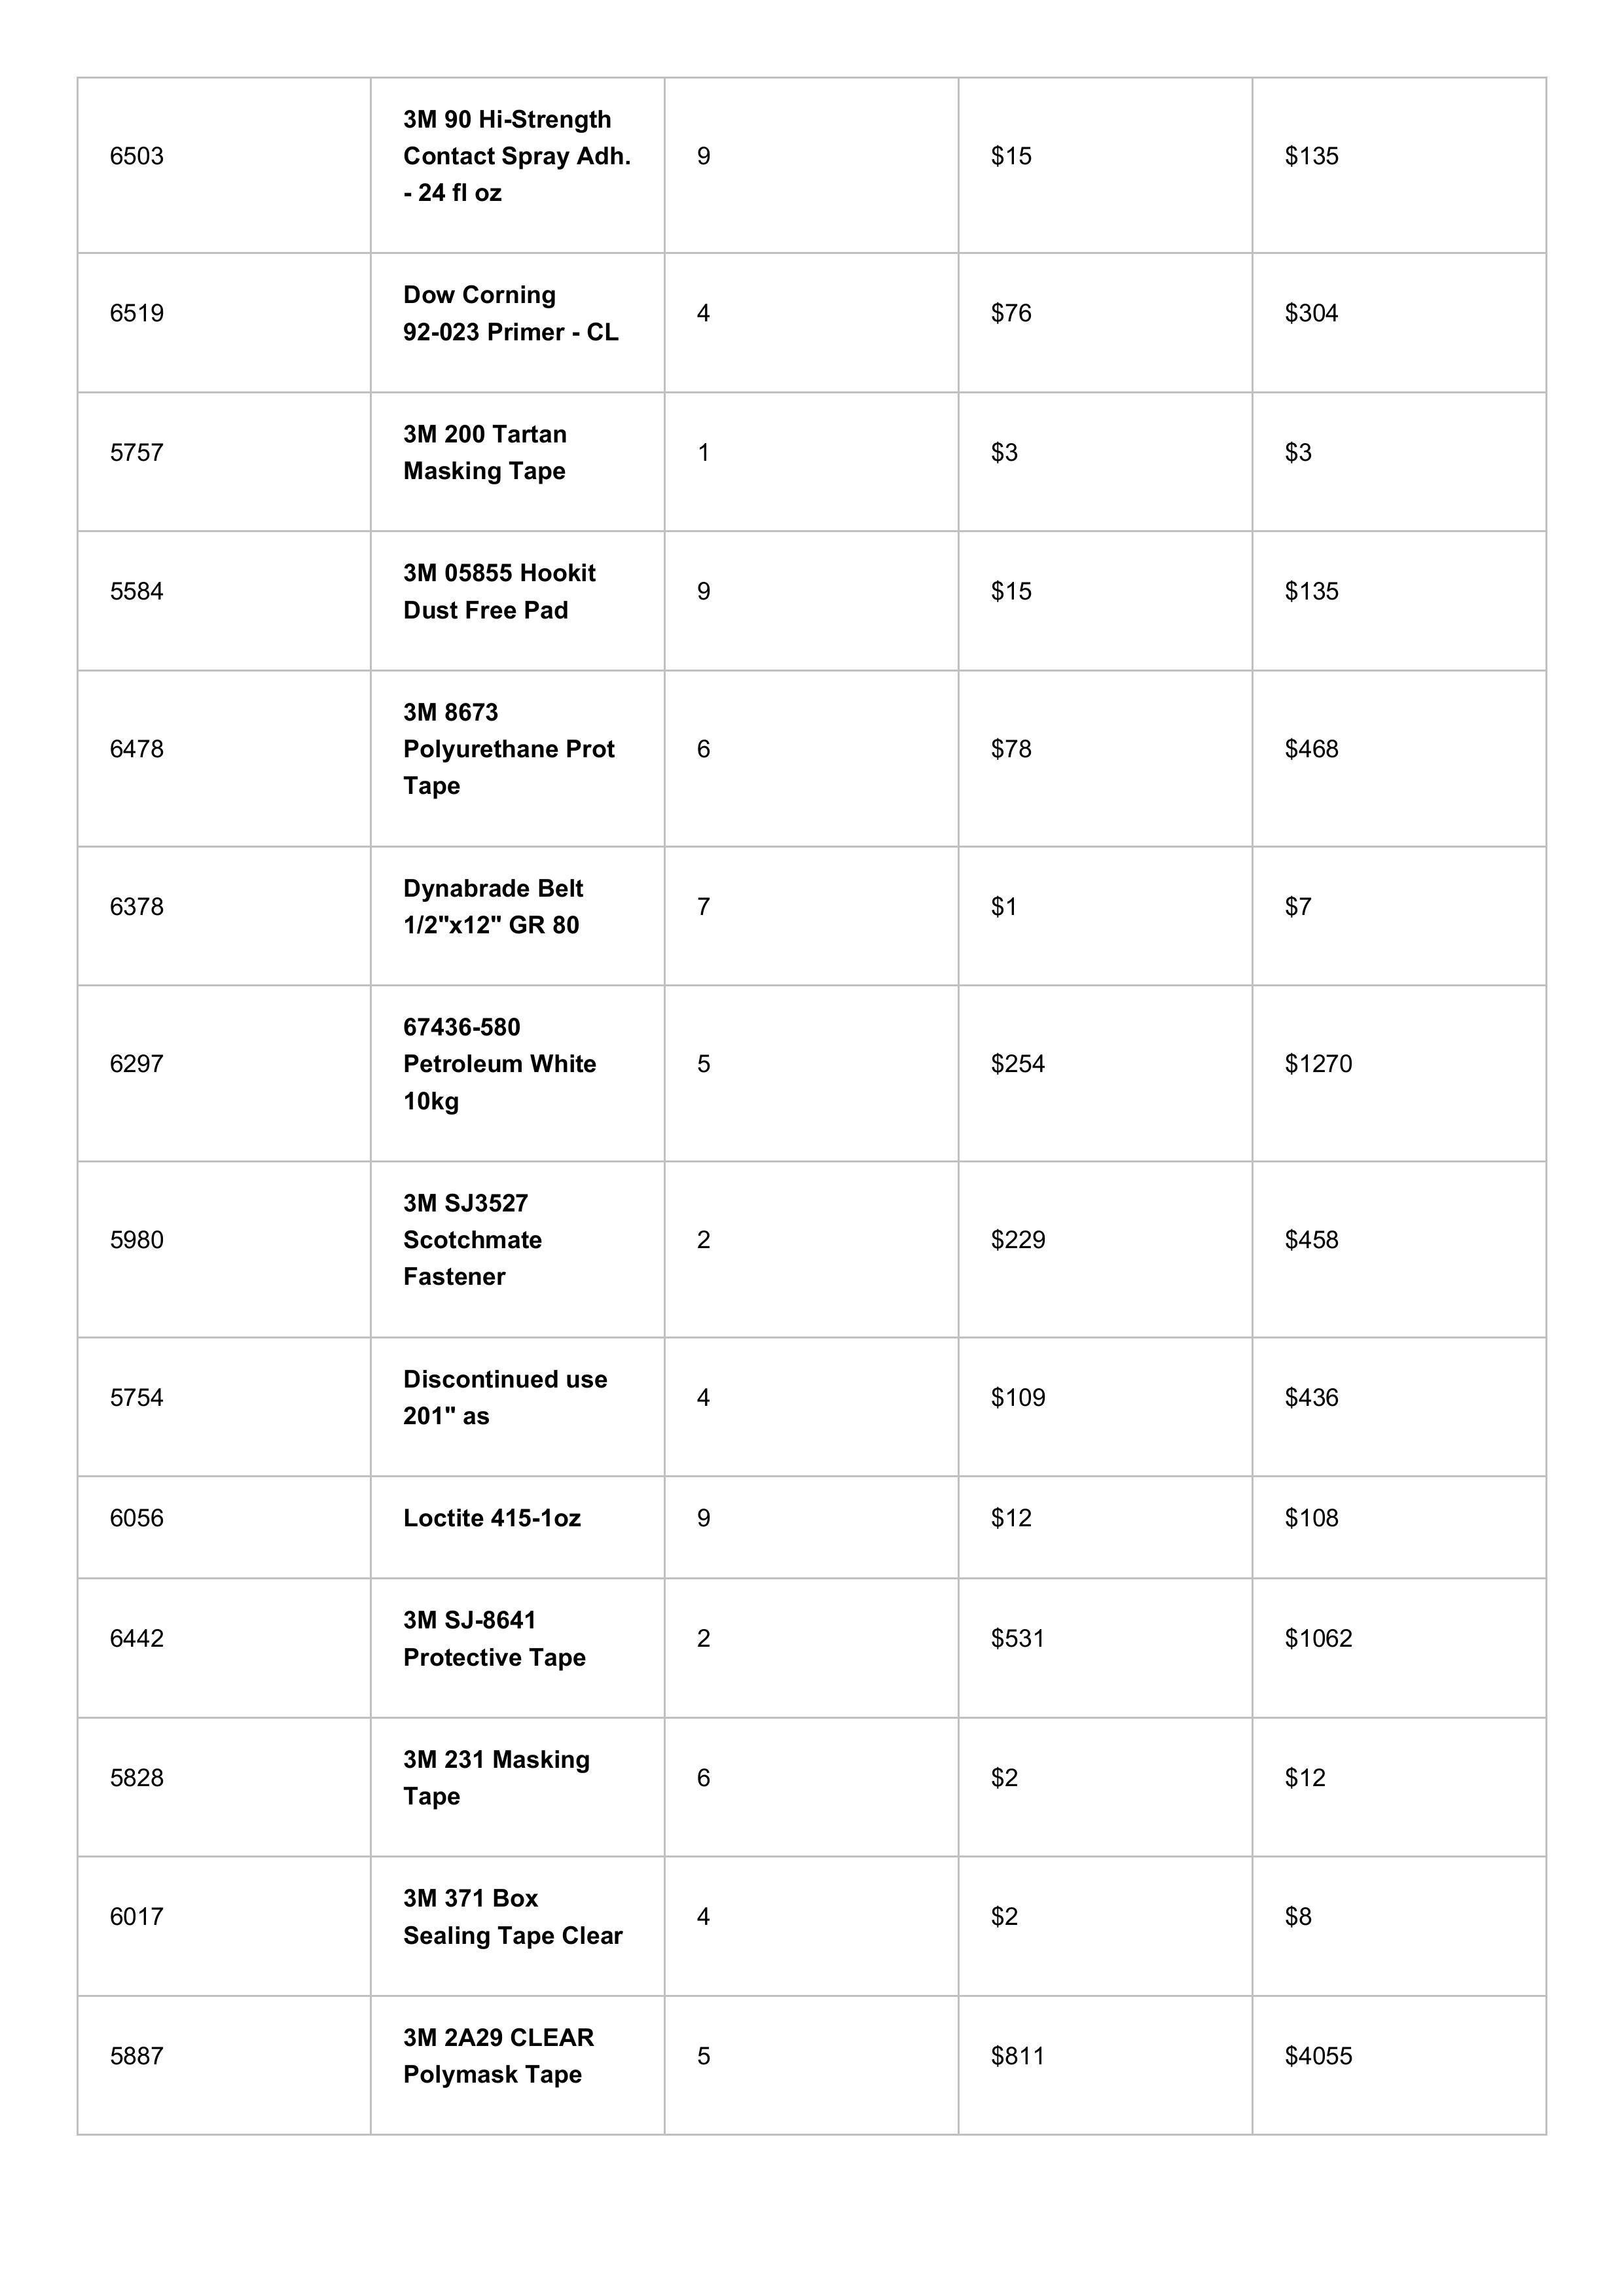 6503
3M 90 Hi-Strength
Contact Spray Adh.
- 24 fl oz
9
$15
$135
6519
Dow Corning
92-023 Primer - CL
4
$76
$304
5757
3M 200 Tartan
Masking Tape
1
$3
$3
5584
3M 05855 Hookit
Dust Free Pad
9
$15
$135
6478
3M 8673
Polyurethane Prot
Tape
6
$78
$468
6378
Dynabrade Belt
1/2"x12" GR 80
7
$1
$7
6297
67436-580
Petroleum White
10kg
5
$254
$1270
5980
3M SJ3527
Scotchmate
Fastener
2
$229
$458
5754
Discontinued use
201" as
4
$109
$436
6056
Loctite 415-1oz
9
$12
$108
6442
3M SJ-8641
Protective Tape
2
$531
$1062
5828
3M 231 Masking
Tape
6
$2
$12
6017
3M 371 Box
Sealing Tape Clear
4
$2
$8
5887
3M 2A29 CLEAR
Polymask Tape
5
$811
$4055